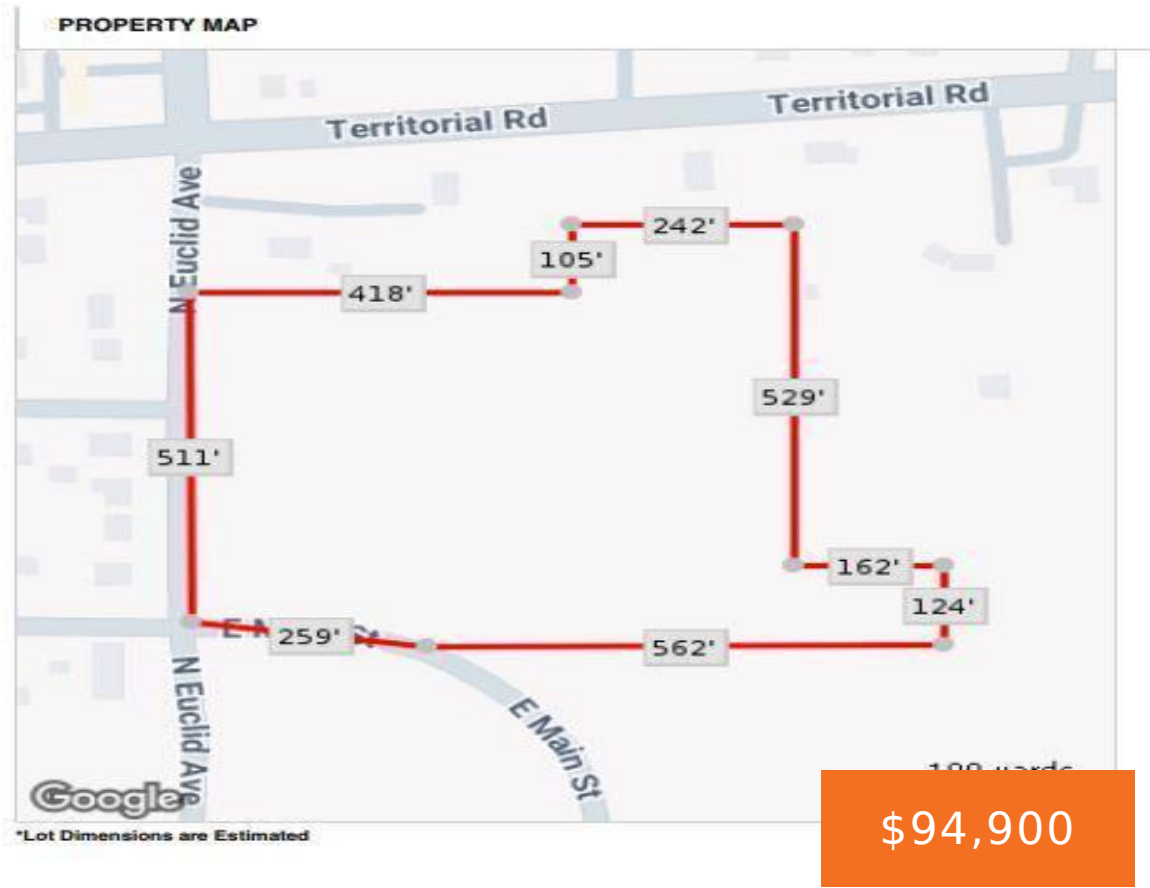 PROPERTY MAP
Territorial Rd
Territorial Rd
N Euclid Ave
242'
105'
418'
529'
511'
162'
124'
E
259'
562'
N Euclid Ave
E Main St
Google
*Lot Dimensions are Estimated
$94,900